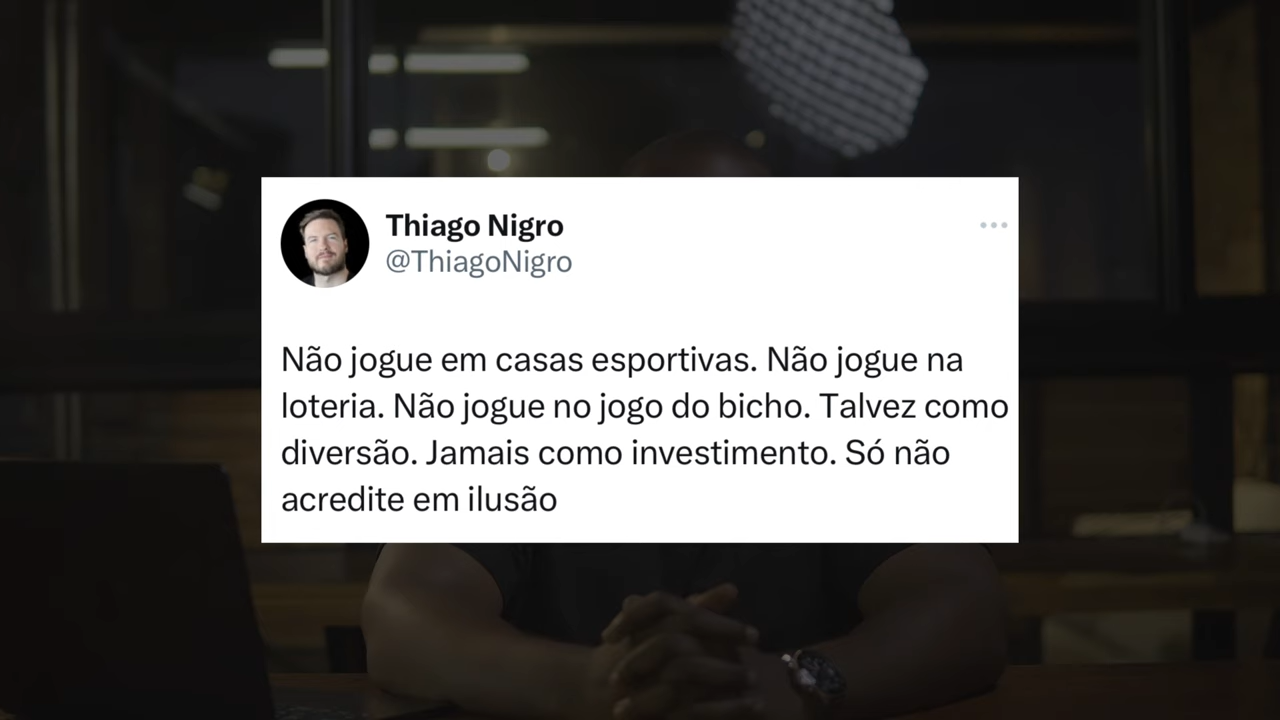 Thiago Nigro
@ThiagoNigro
Não jogue em casas esportivas. Não jogue na
loteria. Não jogue no jogo do bicho. Talvez como
diversão. Jamais como investimento. Só não
acredite em ilusão